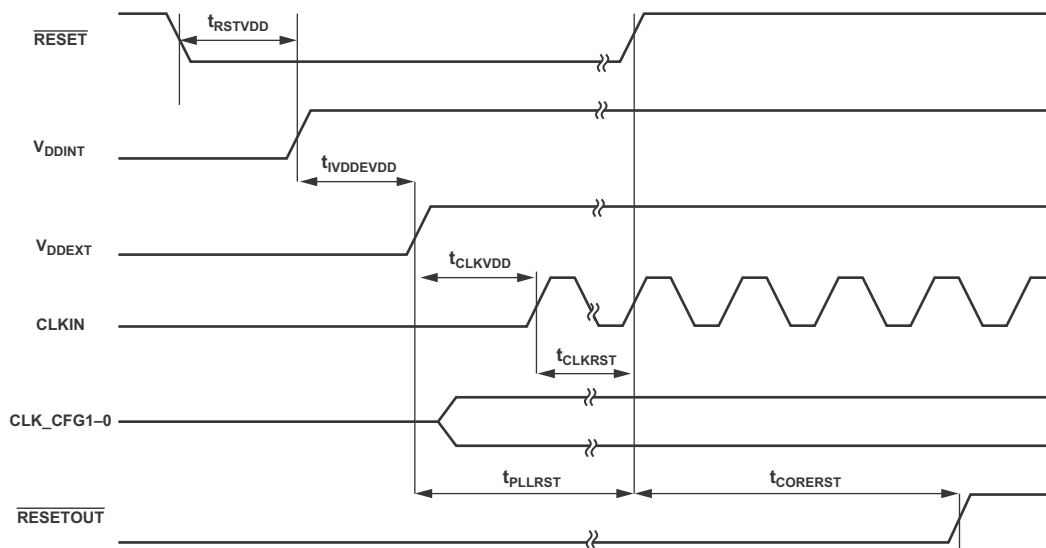 RESET
tRSTVDD
VDDINT
tIVDDEVDD
VDDEXT
tCLKVDD
CLKIN
tCLKRST
CLK_CFG1–0
tPLLRST
tCORERST
RESETOUT